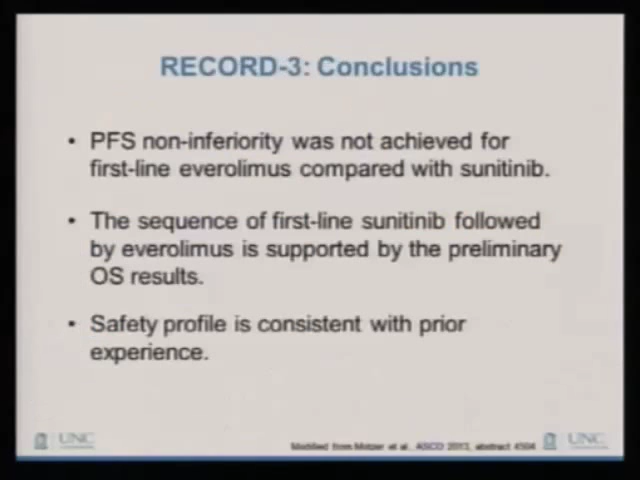 RECORD-3: Conclusions
• PFS non-inferiority was not achieved for
first-line everolimus compared with sunitinib.
• The sequence of first-line sunitinib followed
by everolimus is supported by the preliminary
OS results.
• Safety profile is consistent with prior
experience.
UNC
Modified from Motzer et al, ASCO 2013, abstract 4504
UNC